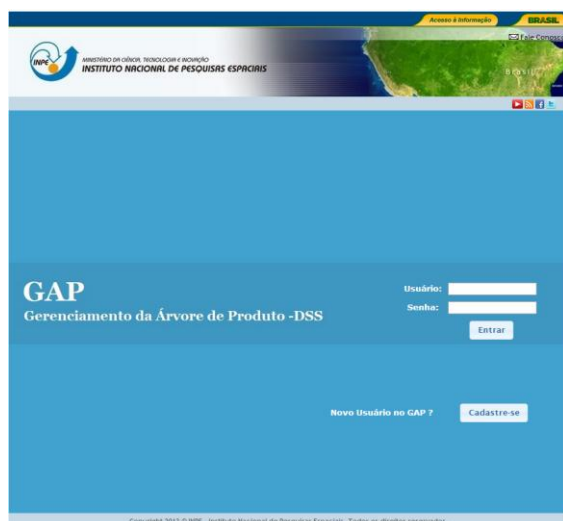 Acesso à Informação BRASIL
Fale Conosco
INPE
MINISTÉRIO DA CIÊNCIA, TECNOLOGIA E INOVAÇÃO
INSTITUTO NACIONAL DE PESQUISAS ESPACIAIS
Brasil
Usuário:
GAP
Senha:
Gerenciamento da Árvore de Produto -DSS
Entrar
Novo Usuário no GAP ? Cadastre-se